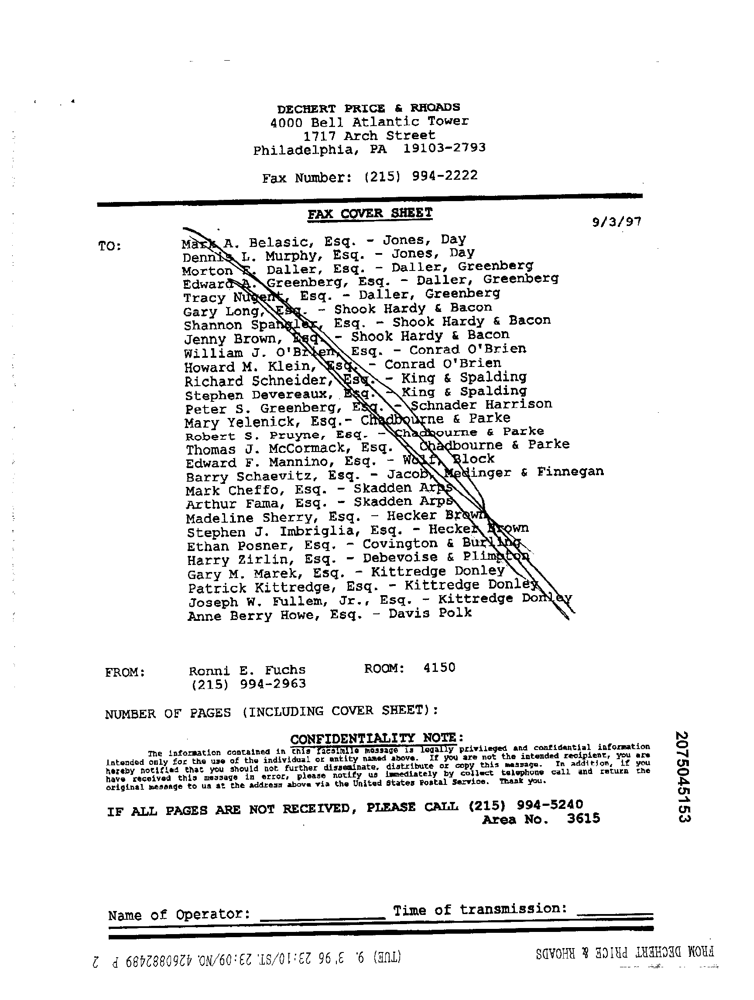 DECHERT PRICE & RHOADS
4000 Bell Atlantic Tower
1717 Arch Street
Philadelphia, PA 19103-2793
Fax Number: (215) 994-2222
FAX COVER SHEET
9/3/97
TO: Mark A. Belasic, Esq. - Jones, Day
Dennis L. Murphy, Esq. - Jones, Day
Morton F. Daller, Esq. - Daller, Greenberg
Edward A. Greenberg, Esq. - Daller, Greenberg
Tracy Nugent, Esq. - Daller, Greenberg
Gary Long, Esq. - Shook Hardy & Bacon
Shannon Spangler, Esq. - Shook Hardy & Bacon
Jenny Brown, Esq. - Shook Hardy & Bacon
William J. O'Brien, Esq. - Conrad O'Brien
Howard M. Klein, Esq. - Conrad O'Brien
Richard Schneider, Esq. - King & Spalding
Stephen Devereaux, Esq. - King & Spalding
Peter S. Greenberg, Esq. - Schnader Harrison
Mary Yelenick, Esq.- Chadbourne & Parke
Robert S. Pruyne, Esq. - Chadbourne & Parke
Thomas J. McCormack, Esq. - Chadbourne & Parke
Edward F. Mannino, Esq. - Wolf, Block
Barry Schaevitz, Esq. - Jacob, Medinger & Finnegan
Mark Cheffo, Esq. - Skadden Arps
Arthur Fama, Esq. - Skadden Arps
Madeline Sherry, Esq. - Hecker Brown
Stephen J. Imbriglia, Esq. - Hecker Brown
Ethan Posner, Esq. - Covington & Burling
Harry Zirlin, Esq. - Debevoise & Plimpton
Gary M. Marek, Esq. - Kittredge Donley
Patrick Kittredge, Esq. - Kittredge Donley
Joseph W. Fullem, Jr., Esq. - Kittredge Donley
Anne Berry Howe, Esq. - Davis Polk
FROM: Ronni E. Fuchs ROOM: 4150
(215) 994-2963
NUMBER OF PAGES (INCLUDING COVER SHEET):
CONFIDENTIALITY NOTE:
The information contained in this facsimile message is legally privileged and confidential information
intended only for the use of the individual or entity named above. If you are not the intended recipient, you are
hereby notified that you should not further disseminate, distribute or copy this message. In addition, if you
have received this message in error, please notify us immediately by collect telephone call and return the
original message to us at the address above via the United States Postal Service. Thank you.
IF ALL PAGES ARE NOT RECEIVED, PLEASE CALL (215) 994-5240
Area No. 3615
2075045153
Name of Operator: Time of transmission:
FROM DECHERT PRICE & RHOADS (TUE) 9. 3'96 23:10/ST. 23:09/NO. 4260882489 P 2